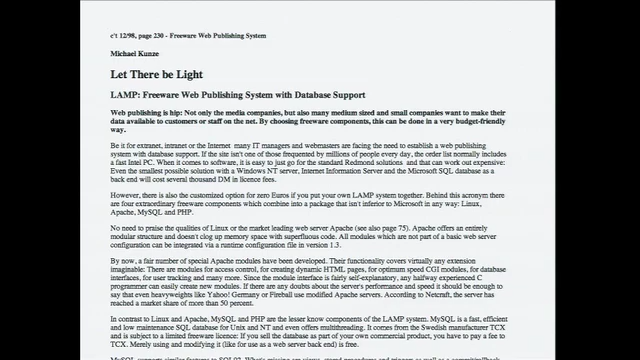 c't 12/98, page 230 - Freeware Web Publishing System
Michael Kunze
Let There be Light
LAMP: Freeware Web Publishing System with Database Support
Web publishing is hip: Not only the media companies, but also many medium sized and small companies want to make their
data available to customers or staff on the net. By choosing freeware components, this can be done in a very budget-friendly
way.
Be it for extranet, intranet or the Internet many IT managers and webmasters are facing the need to establish a web publishing
system with database support. If the site isn't one of those frequented by millions of people every day, the order list normally includes
a fast Intel PC. When it comes to software, it is easy to just go for the standard Redmond solutions and that can work out expensive:
Even the smallest possible solution with a Windows NT server, Internet Information Server and the Microsoft SQL database as a
back end will cost several thousand DM in licence fees.
However, there is also the customized option for zero Euros if you put your own LAMP system together. Behind this acronym there
are four extraordinary freeware components which combine into a package that isn't inferior to Microsoft in any way: Linux,
Apache, MySQL and PHP.
No need to praise the qualities of Linux or the market leading web server Apache (see also page 75). Apache offers an entirely
modular structure and doesn't clog up memory space with superfluous code. All modules which are not part of a basic web server
configuration can be integrated via a runtime configuration file in version 1.3.
By now, a fair number of special Apache modules have been developed. Their functionality covers virtually any extension
imaginable: There are modules for access control, for creating dynamic HTML pages, for optimum speed CGI modules, for database
interfaces, for user tracking and many more. Since the module interface is fairly self-explanatory, any halfway experienced C
programmer can easily create new modules. If there are any doubts about the server's performance and speed it should be enough to
say that even heavyweights like Yahoo! Germany or Fireball use modified Apache servers. According to Netcraft, the server has
reached a market share of more than 50 percent.
In contrast to Linux and Apache, MySQL and PHP are the lesser know components of the LAMP system. MySQL is a fast, efficient
and low maintenance SQL database for Unix and NT and even offers multithreading. It comes from the Swedish manufacturer TCX
and is subject to a limited freeware licence: If you sell the database as part of your own commercial product, you have to pay a fee to
TCX. Merely using and modifying it (like for use as a web server back end) is free.